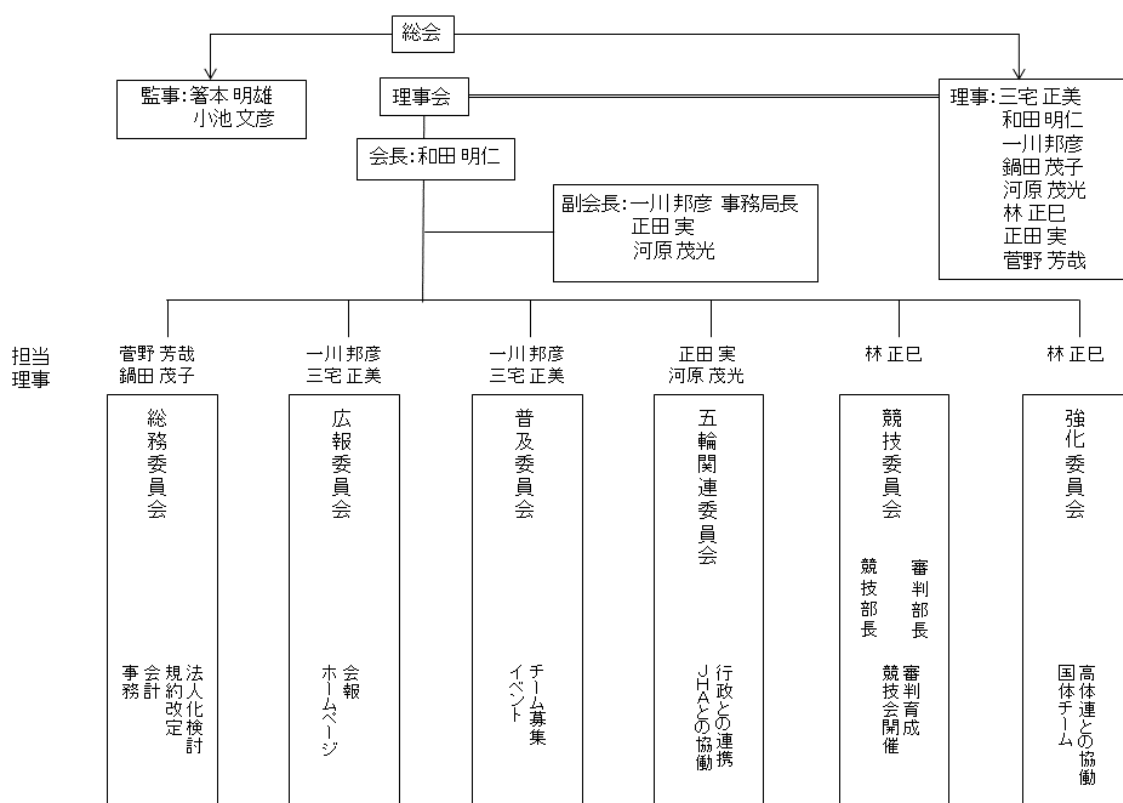 総会
監事：箸本 明雄
小池 文彦
理事会
理事：三宅 正美
和田 明仁
一川 邦彦
鍋田 茂子
河原 茂光
林 正巳
正田 実
菅野 芳哉
会長：和田 明仁
副会長：一川 邦彦 事務局長
正田 実
河原 茂光
担当
理事
菅野 芳哉
鍋田 茂子
一川 邦彦
三宅 正美
一川 邦彦
三宅 正美
正田 実
河原 茂光
林 正巳
林 正巳
総務委員会
法人化検討
規約改定
会計
事務
広報委員会
会報
ホームページ
普及委員会
チーム募集
イベント
五輪関連委員会
行政との連携
JHAとの協働
競技委員会
審判部長
競技部長
審判育成
競技会開催
強化委員会
高体連との協働
国体チーム